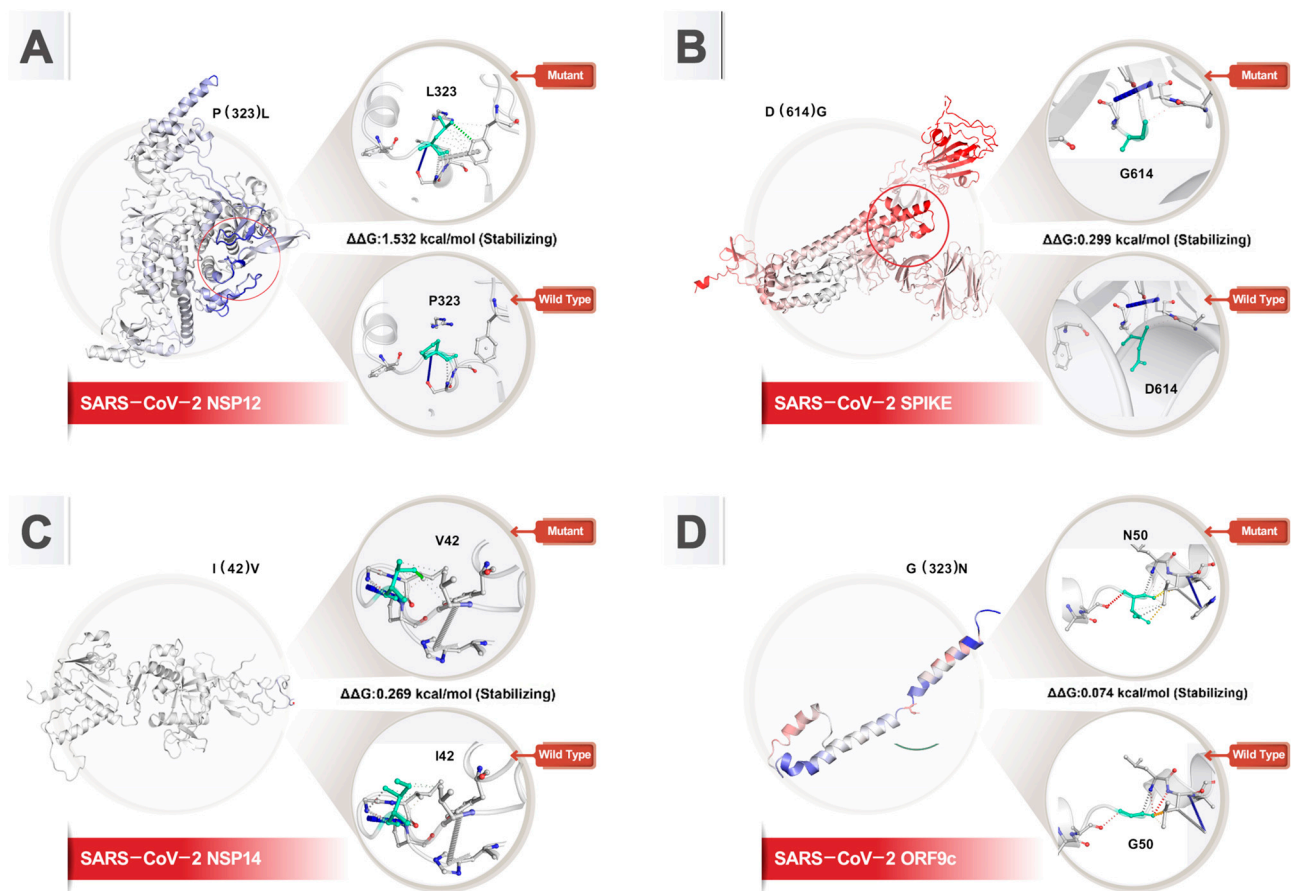 A
P (323)L
Mutant
L323
ΔΔG:1.532 kcal/mol (Stabilizing)
Wild Type
P323
SARS-CoV-2 NSP12
B
D (614)G
Mutant
G614
ΔΔG:0.299 kcal/mol (Stabilizing)
Wild Type
D614
SARS-CoV-2 SPIKE
C
I (42)V
Mutant
V42
ΔΔG:0.269 kcal/mol (Stabilizing)
Wild Type
I42
SARS-CoV-2 NSP14
D
G (323)N
Mutant
N50
ΔΔG:0.074 kcal/mol (Stabilizing)
Wild Type
G50
SARS-CoV-2 ORF9c